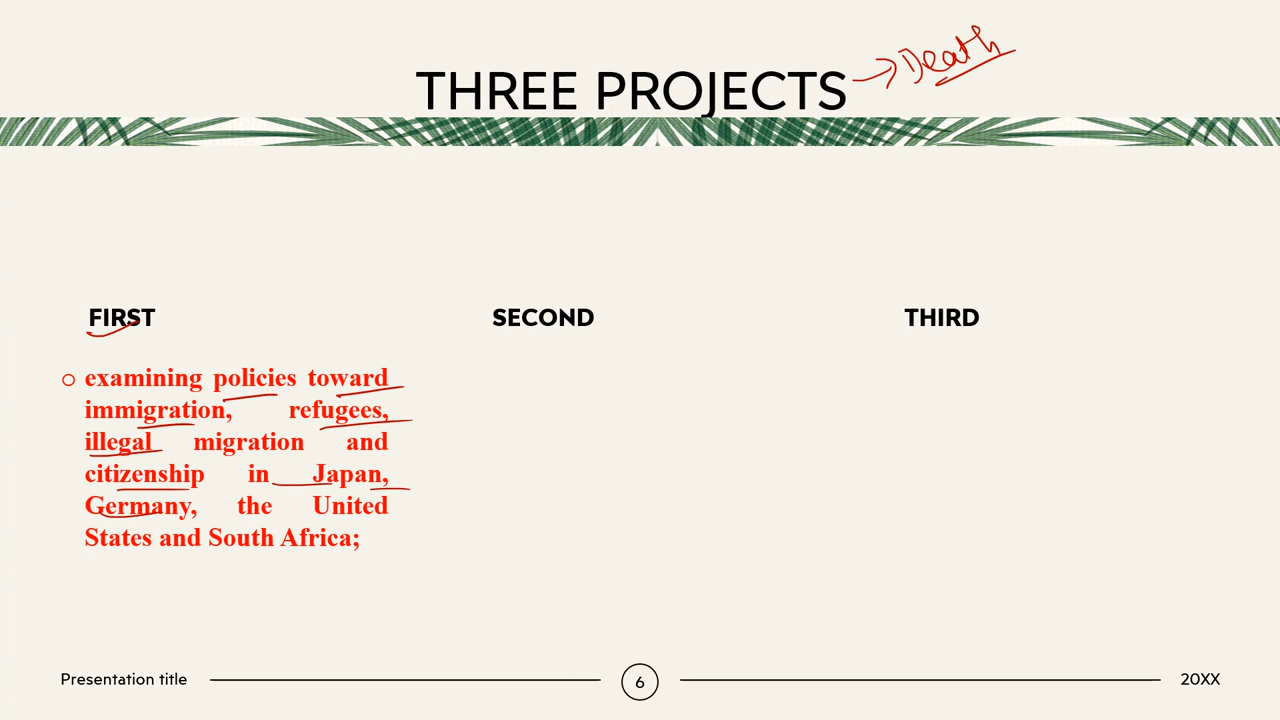 THREE PROJECTS → Death
FIRST
SECOND
THIRD
examining policies toward
immigration, refugees,
illegal migration and
citizenship in Japan,
Germany, the United
States and South Africa;
Presentation title
6
20XX